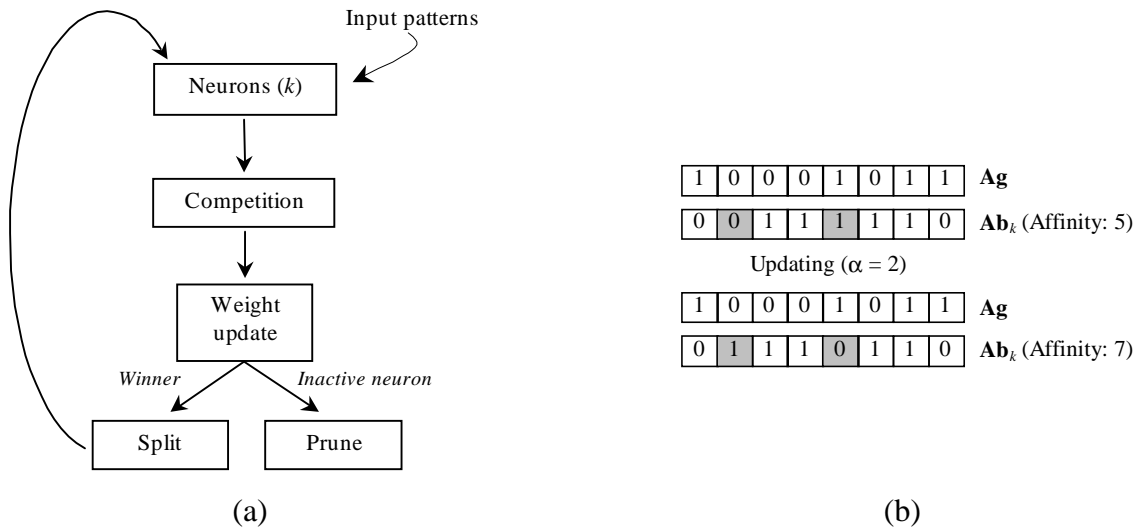 Input patterns
Neurons (k)
Competition
Weight
update
Winner
Inactive neuron
Split
Prune
(a)
1 0 0 0 1 0 1 1 Ag
0 0 1 1 1 1 1 0 Abk (Affinity: 5)
Updating (α = 2)
1 0 0 0 1 0 1 1 Ag
0 1 1 1 0 1 1 0 Abk (Affinity: 7)
(b)